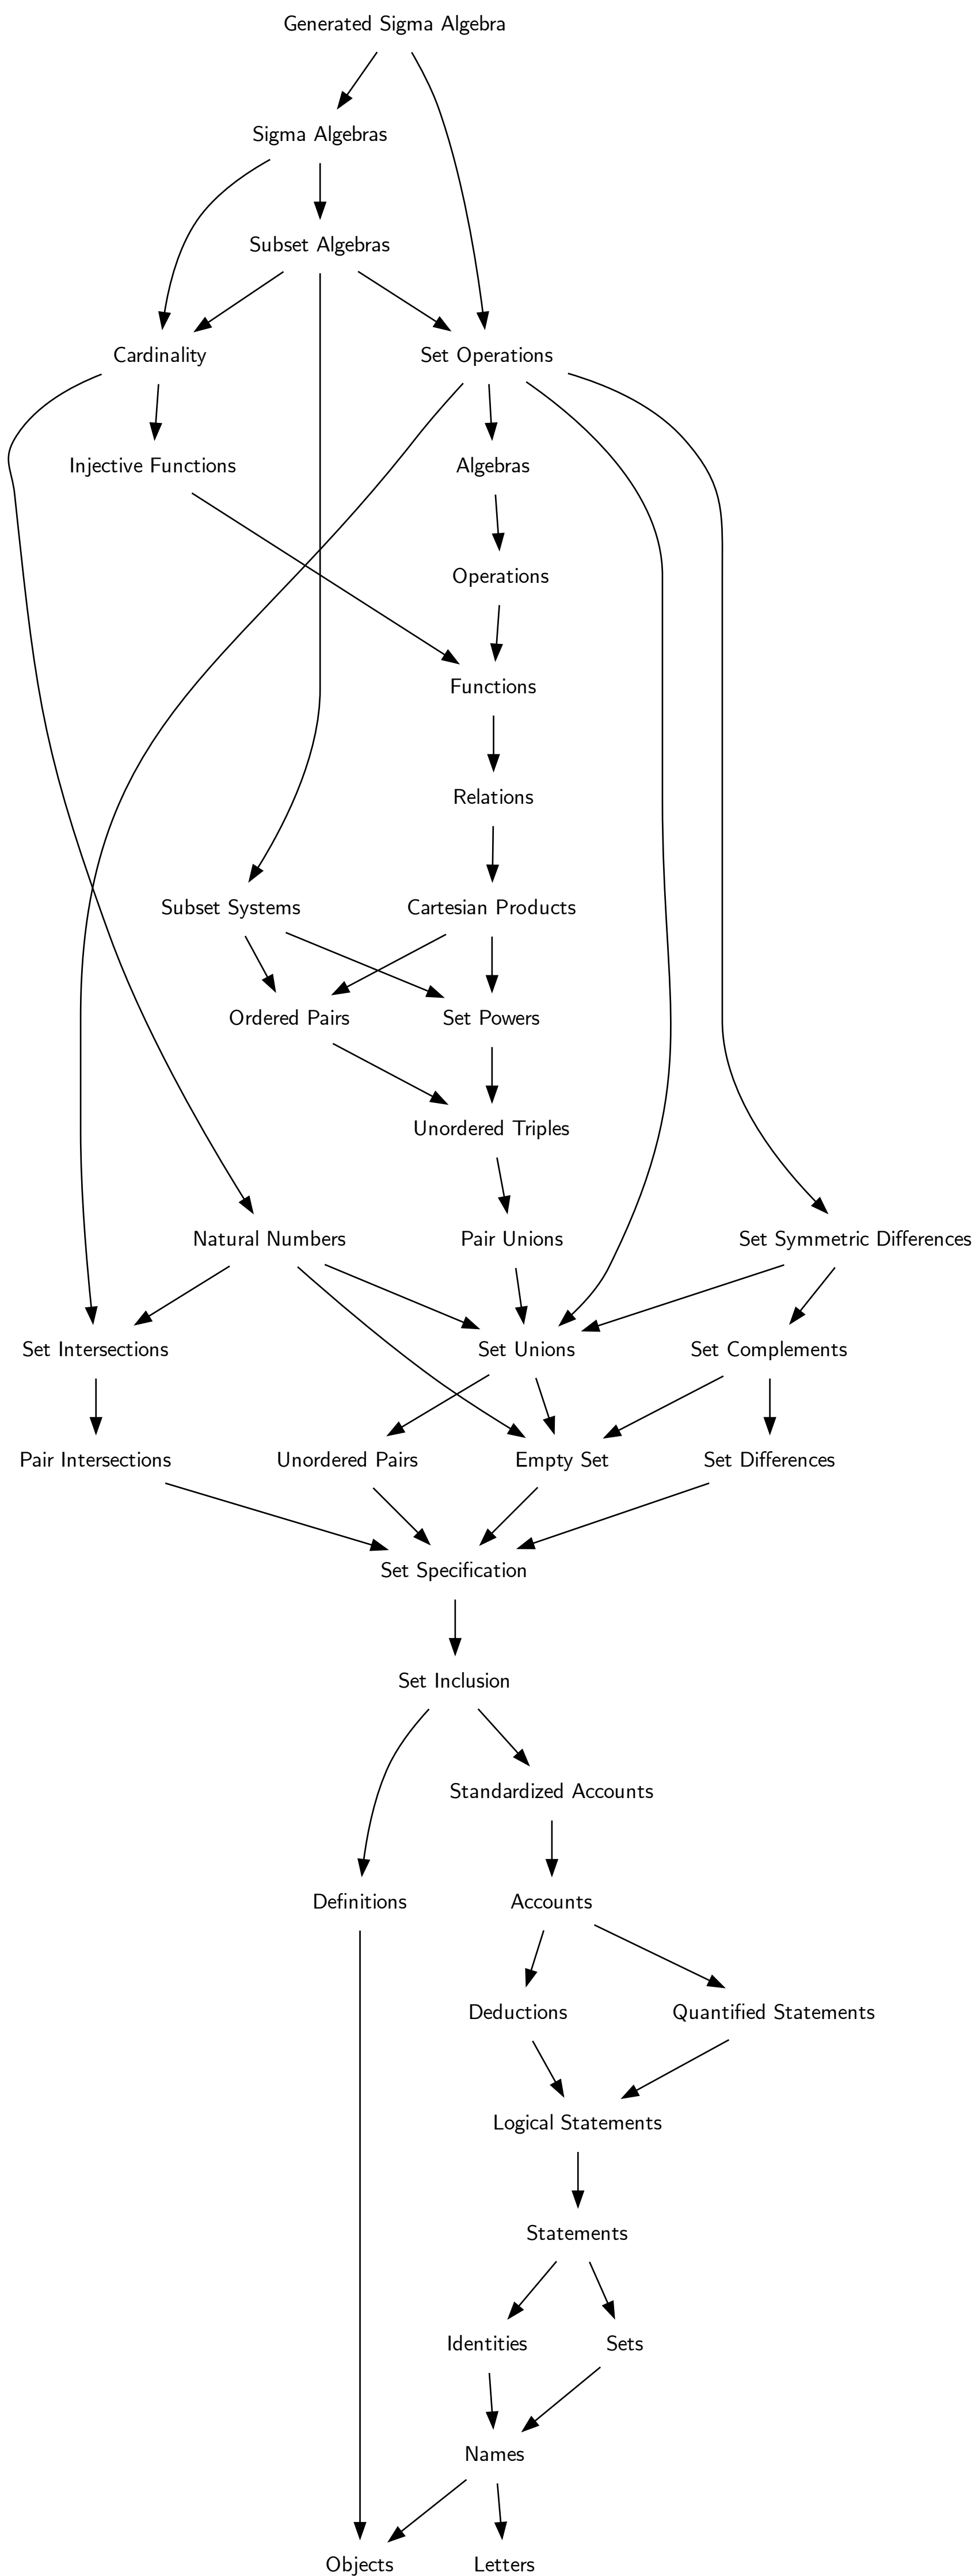 Generated Sigma Algebra
Sigma Algebras
Subset Algebras
Cardinality
Set Operations
Injective Functions
Algebras
Operations
Functions
Relations
Subset Systems
Cartesian Products
Ordered Pairs
Set Powers
Unordered Triples
Natural Numbers
Pair Unions
Set Symmetric Differences
Set Intersections
Set Unions
Set Complements
Pair Intersections
Unordered Pairs
Empty Set
Set Differences
Set Specification
Set Inclusion
Standardized Accounts
Definitions
Accounts
Deductions
Quantified Statements
Logical Statements
Statements
Identities
Sets
Names
Objects
Letters